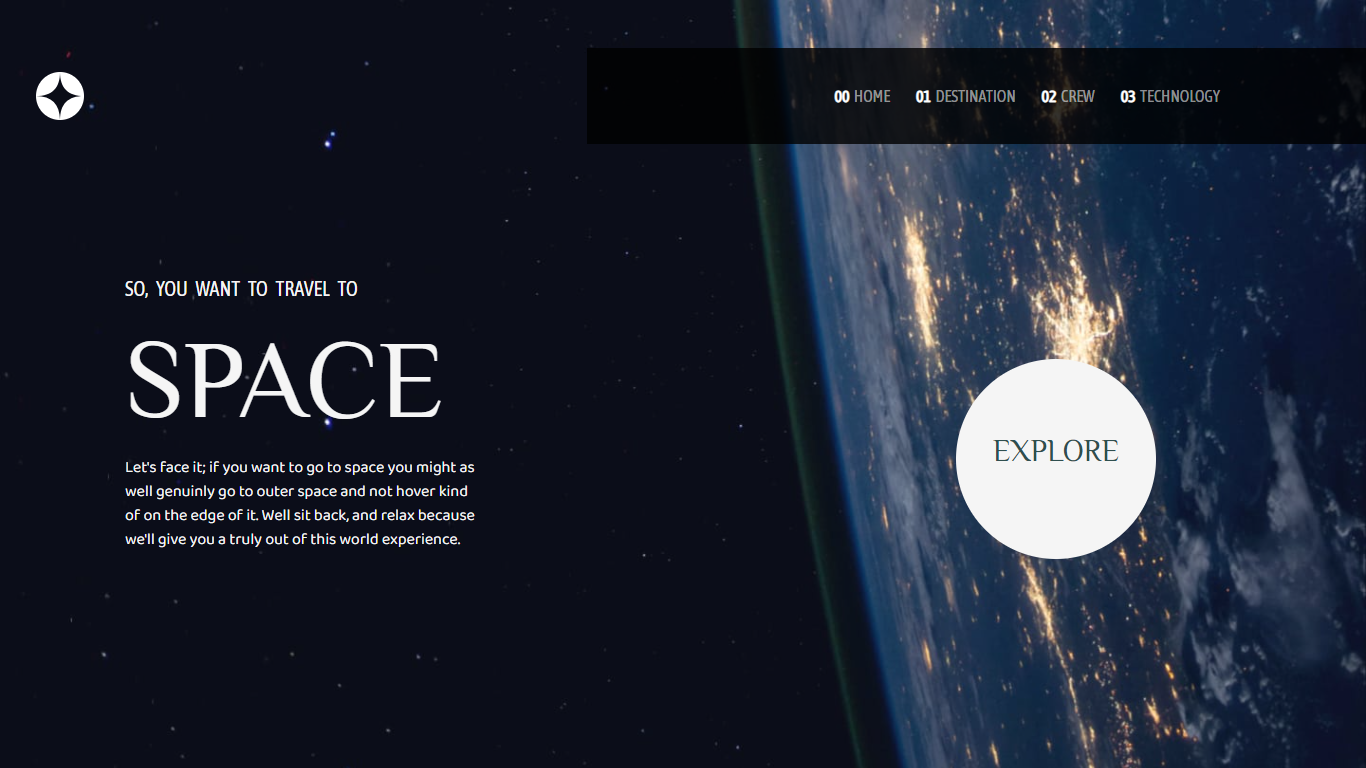 00 HOME 01 DESTINATION 02 CREW 03 TECHNOLOGY
SO, YOU WANT TO TRAVEL TO
SPACE
Let's face it; if you want to go to space you might as
well genuinly go to outer space and not hover kind
of on the edge of it. Well sit back, and relax because
we'll give you a truly out of this world experience.
EXPLORE